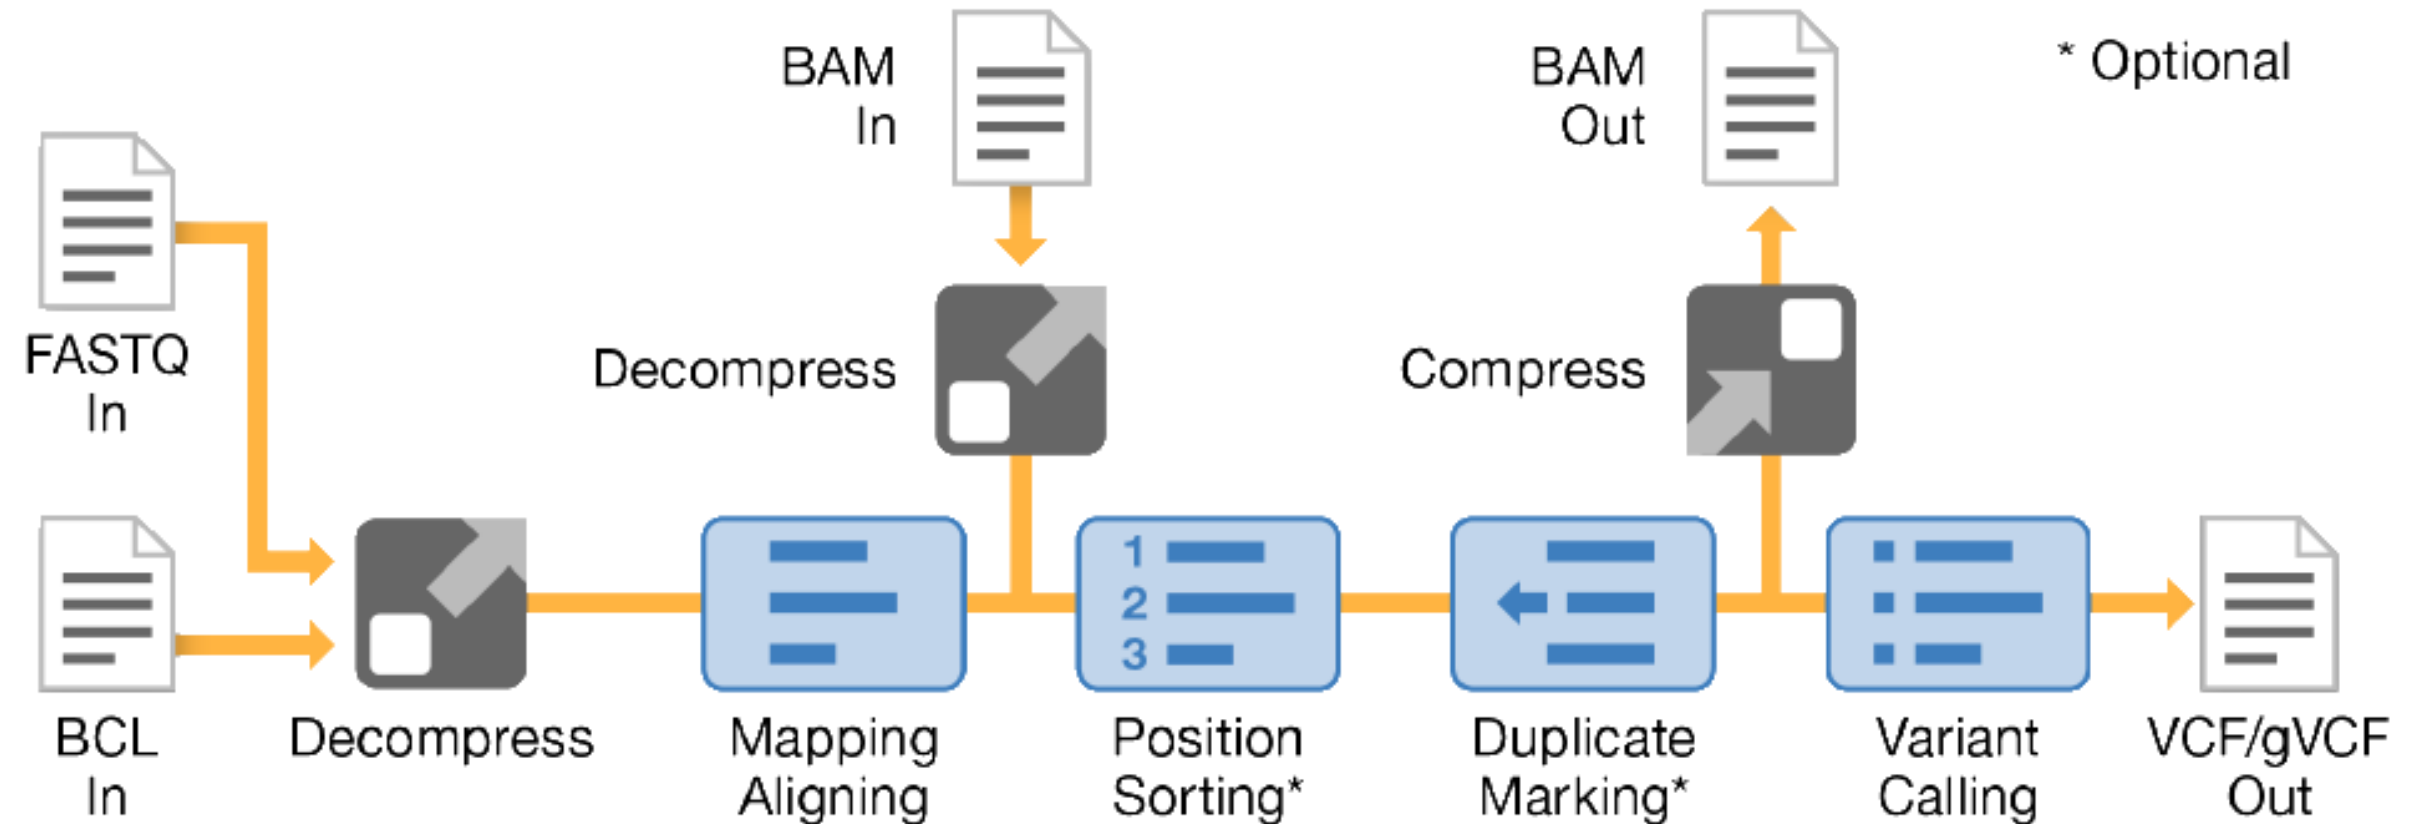 BAM
In
BAM
Out
* Optional
FASTQ
In
Decompress
Compress
1
2
3
BCL
In
Decompress
Mapping
Aligning
Position
Sorting*
Duplicate
Marking*
Variant
Calling
VCF/gVCF
Out